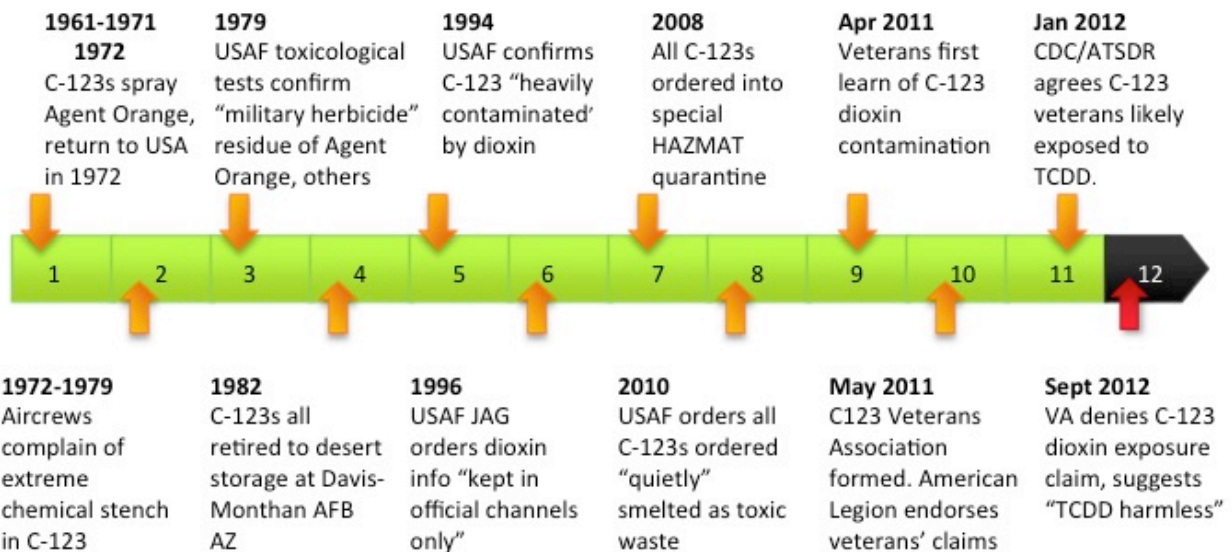 1961-1971
1972
C-123s spray
Agent Orange,
return to USA
in 1972
1979
USAF toxicological
tests confirm
“military herbicide”
residue of Agent
Orange, others
1994
USAF confirms
C-123 “heavily
contaminated’
by dioxin
2008
All C-123s
ordered into
special
HAZMAT
quarantine
Apr 2011
Veterans first
learn of C-123
dioxin
contamination
Jan 2012
CDC/ATSDR
agrees C-123
veterans likely
exposed to
TCDD.
1 2 3 4 5 6 7 8 9 10 11 12
1972-1979
Aircrews
complain of
extreme
chemical stench
in C-123
1982
C-123s all
retired to desert
storage at Davis-
Monthan AFB
AZ
1996
USAF JAG
orders dioxin
info “kept in
official channels
only”
2010
USAF orders all
C-123s ordered
“quietly”
smelted as toxic
waste
May 2011
C123 Veterans
Association
formed. American
Legion endorses
veterans’ claims
Sept 2012
VA denies C-123
dioxin exposure
claim, suggests
“TCDD harmless”